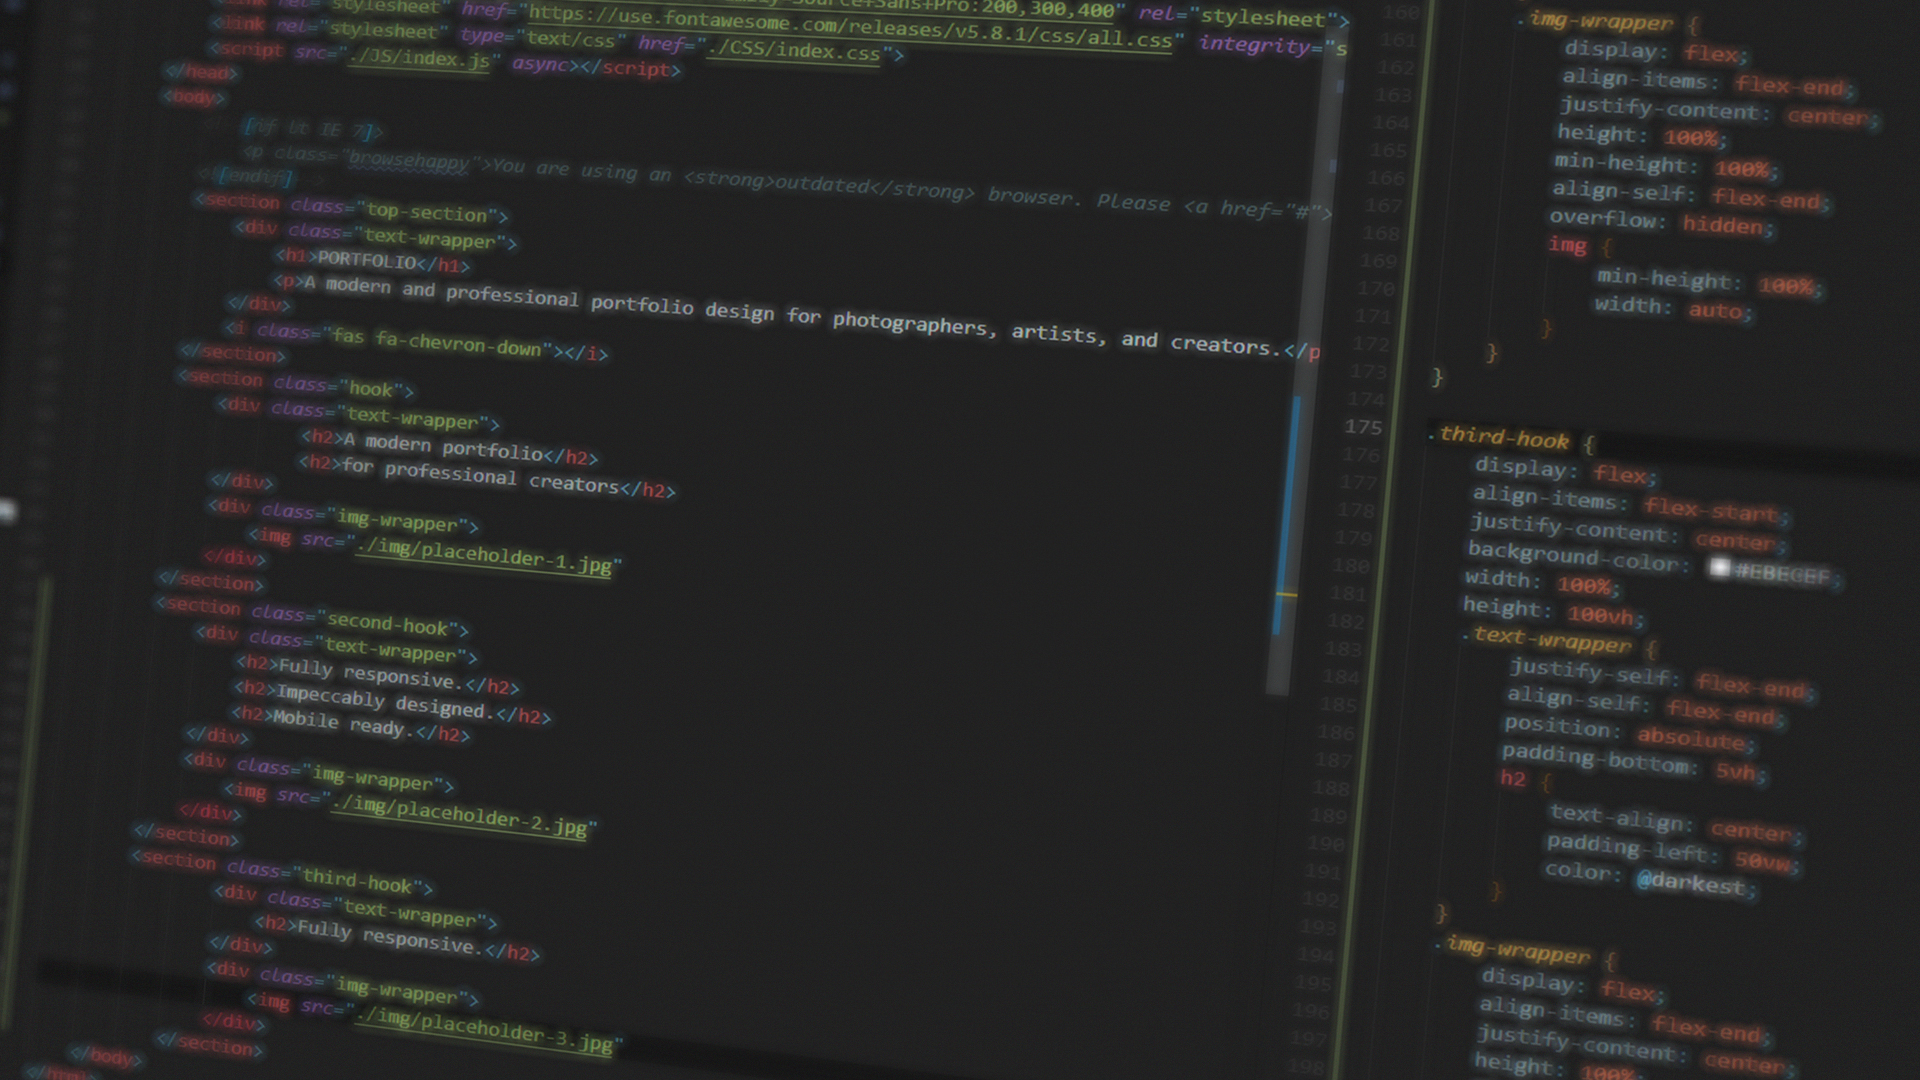 stylesheet" href="https://use.fontawesome.com/releases/v5.8.1/css/all.css" integrity="s
Source+Sans+Pro:200,300,400" rel="stylesheet">
<link rel="stylesheet" type="text/css" href="./CSS/index.css">
<script src="./JS/index.js" async></script>
</head>
<body>
[if lt IE 7]>
<p class="browsehappy">You are using an <strong>outdated</strong> browser. Please <a href="#">
<![endif]
<section class="top-section">
<div class="text-wrapper">
<h1>PORTFOLIO</h1>
<p>A modern and professional portfolio design for photographers, artists, and creators.</p
</div>
<i class="fas fa-chevron-down"></i>
</section>
<section class="hook">
<div class="text-wrapper">
<h2>A modern portfolio</h2>
<h2>for professional creators</h2>
</div>
<div class="img-wrapper">
<img src="./img/placeholder-1.jpg"
</div>
</section>
<section class="second-hook">
<div class="text-wrapper">
<h2>Fully responsive.</h2>
<h2>Impeccably designed.</h2>
<h2>Mobile ready.</h2>
</div>
<div class="img-wrapper">
<img src="./img/placeholder-2.jpg"
</div>
</section>
<section class="third-hook">
<div class="text-wrapper">
<h2>Fully responsive.</h2>
</div>
<div class="img-wrapper">
<img src="./img/placeholder-3.jpg"
</div>
</section>
</body>
160
161
162
163
164
165
166
167
168
169
170
171
172
173
174
175
176
177
178
179
180
181
182
183
184
185
186
187
188
189
190
191
192
193
194
195
196
197
198
.img-wrapper {
display: flex;
align-items: flex-end;
justify-content: center;
height: 100%;
min-height: 100%;
align-self: flex-end;
overflow: hidden;
img {
min-height: 100%;
width: auto;
}
}
}
.third-hook {
display: flex;
align-items: flex-start;
justify-content: center;
background-color: #EBECEF;
width: 100%;
height: 100vh;
.text-wrapper {
justify-self: flex-end;
align-self: flex-end;
position: absolute;
padding-bottom: 5vh;
h2 {
text-align: center;
padding-left: 50vw;
color: @darkest;
}
}
.img-wrapper {
display: flex;
align-items: flex-end;
justify-content: center;
height: 100%;